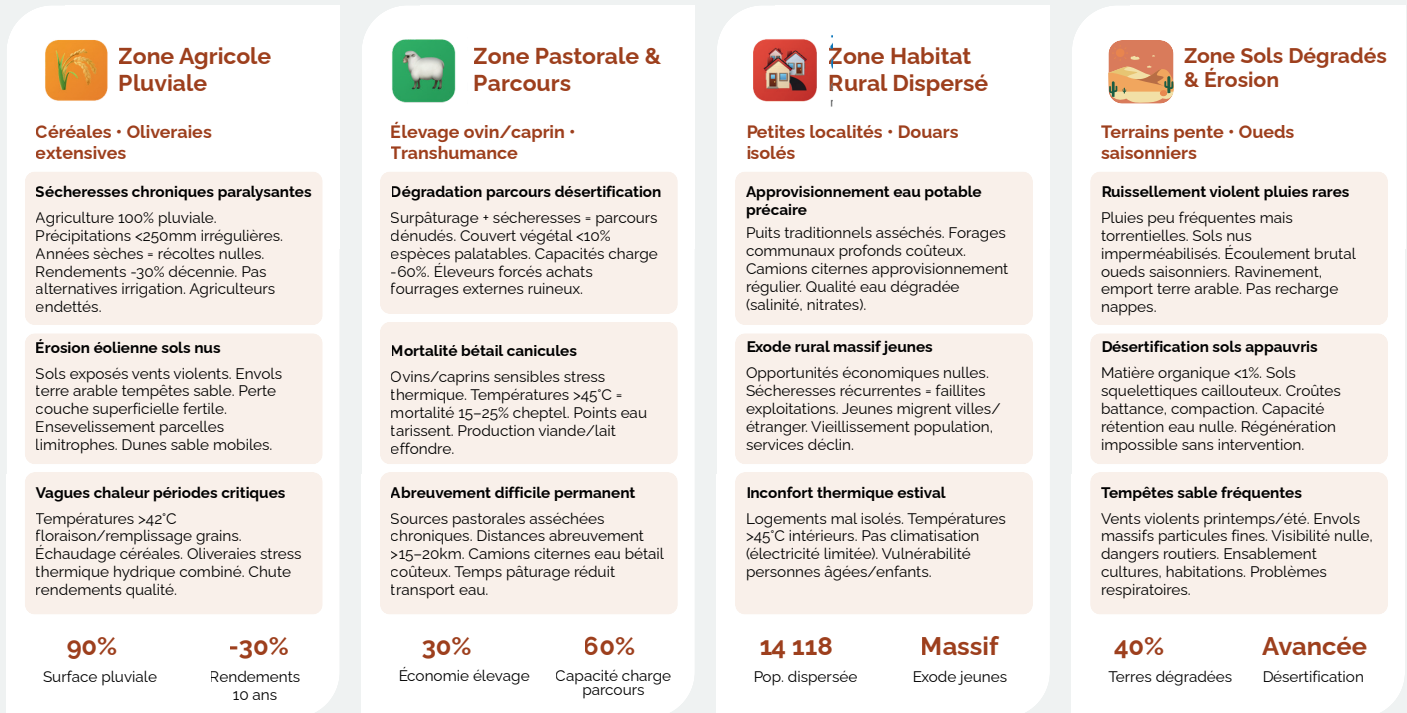 Zone Agricole
Pluviale
Céréales • Oliveraies
extensives
Sécheresses chroniques paralysantes
Agriculture 100% pluviale.
Précipitations <250mm irrégulières.
Années sèches = récoltes nulles.
Rendements -30% décennie. Pas
alternatives irrigation. Agriculteurs
endettés.
Érosion éolienne sols nus
Sols exposés vents violents. Envols
terre arable tempêtes sable. Perte
couche superficielle fertile.
Ensevelissement parcelles
limitrophes. Dunes sable mobiles.
Vagues chaleur périodes critiques
Températures >42°C
floraison/remplissage grains.
Échaudage céréales. Oliveraies stress
thermique hydrique combiné. Chute
rendements qualité.
90%
Surface pluviale
-30%
Rendements
10 ans
Zone Pastorale &
Parcours
Élevage ovin/caprin •
Transhumance
Dégradation parcours désertification
Surpâturage + sécheresses = parcours
dénudés. Couvert végétal <10%
espèces palatables. Capacités charge
-60%. Éleveurs forcés achats
fourrages externes ruineux.
Mortalité bétail canicules
Ovins/caprins sensibles stress
thermique. Températures >45°C =
mortalité 15–25% cheptel. Points eau
tarissent. Production viande/lait
effondre.
Abreuvement difficile permanent
Sources pastorales asséchées
chroniques. Distances abreuvement
>15–20km. Camions citernes eau bétail
coûteux. Temps pâturage réduit
transport eau.
30%
Économie élevage
60%
Capacité charge
parcours
Zone Habitat
Rural Dispersé
Petites localités • Douars
isolés
Approvisionnement eau potable
précaire
Puits traditionnels asséchés. Forages
communaux profonds coûteux.
Camions citernes approvisionnement
régulier. Qualité eau dégradée
(salinité, nitrates).
Exode rural massif jeunes
Opportunités économiques nulles.
Sécheresses récurrentes = faillites
exploitations. Jeunes migrent villes/
étranger. Vieillissement population,
services déclin.
Inconfort thermique estival
Logements mal isolés. Températures
>45°C intérieurs. Pas climatisation
(électricité limitée). Vulnérabilité
personnes âgées/enfants.
14 118
Pop. dispersée
Massif
Exode jeunes
Zone Sols Dégradés
& Érosion
Terrains pente • Oueds
saisonniers
Ruissellement violent pluies rares
Pluies peu fréquentes mais
torrentielles. Sols nus
imperméabilisés. Écoulement brutal
oueds saisonniers. Ravinement,
emport terre arable. Pas recharge
nappes.
Désertification sols appauvris
Matière organique <1%. Sols
squelettiques caillouteux. Croûtes
battance, compaction. Capacité
rétention eau nulle. Régénération
impossible sans intervention.
Tempêtes sable fréquentes
Vents violents printemps/été. Envols
massifs particules fines. Visibilité nulle,
dangers routiers. Ensablement
cultures, habitations. Problèmes
respiratoires.
40%
Terres dégradées
Avancée
Désertification